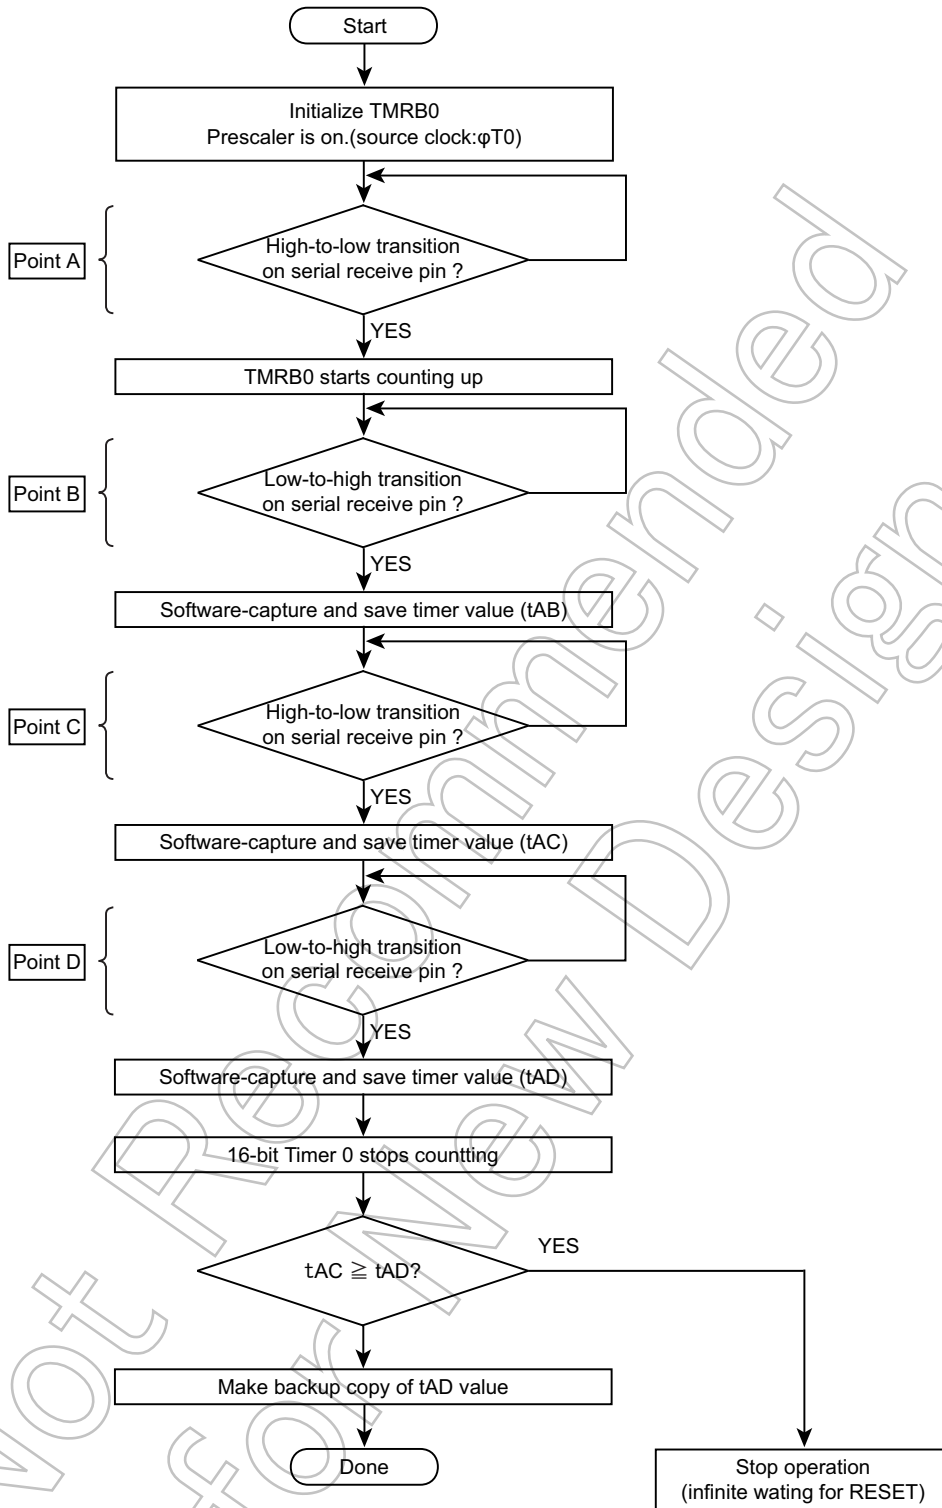 Start
Initialize TMRB0
Prescaler is on.(source clock:φT0)
Point A
High-to-low transition
on serial receive pin ?
YES
TMRB0 starts counting up
Point B
Low-to-high transition
on serial receive pin ?
YES
Software-capture and save timer value (tAB)
Point C
High-to-low transition
on serial receive pin ?
YES
Software-capture and save timer value (tAC)
Point D
Low-to-high transition
on serial receive pin ?
YES
Software-capture and save timer value (tAD)
16-bit Timer 0 stops countting
tAC ≧ tAD?
YES
Make backup copy of tAD value
Done
Stop operation
(infinite wating for RESET)
Not Recommended
for New Design